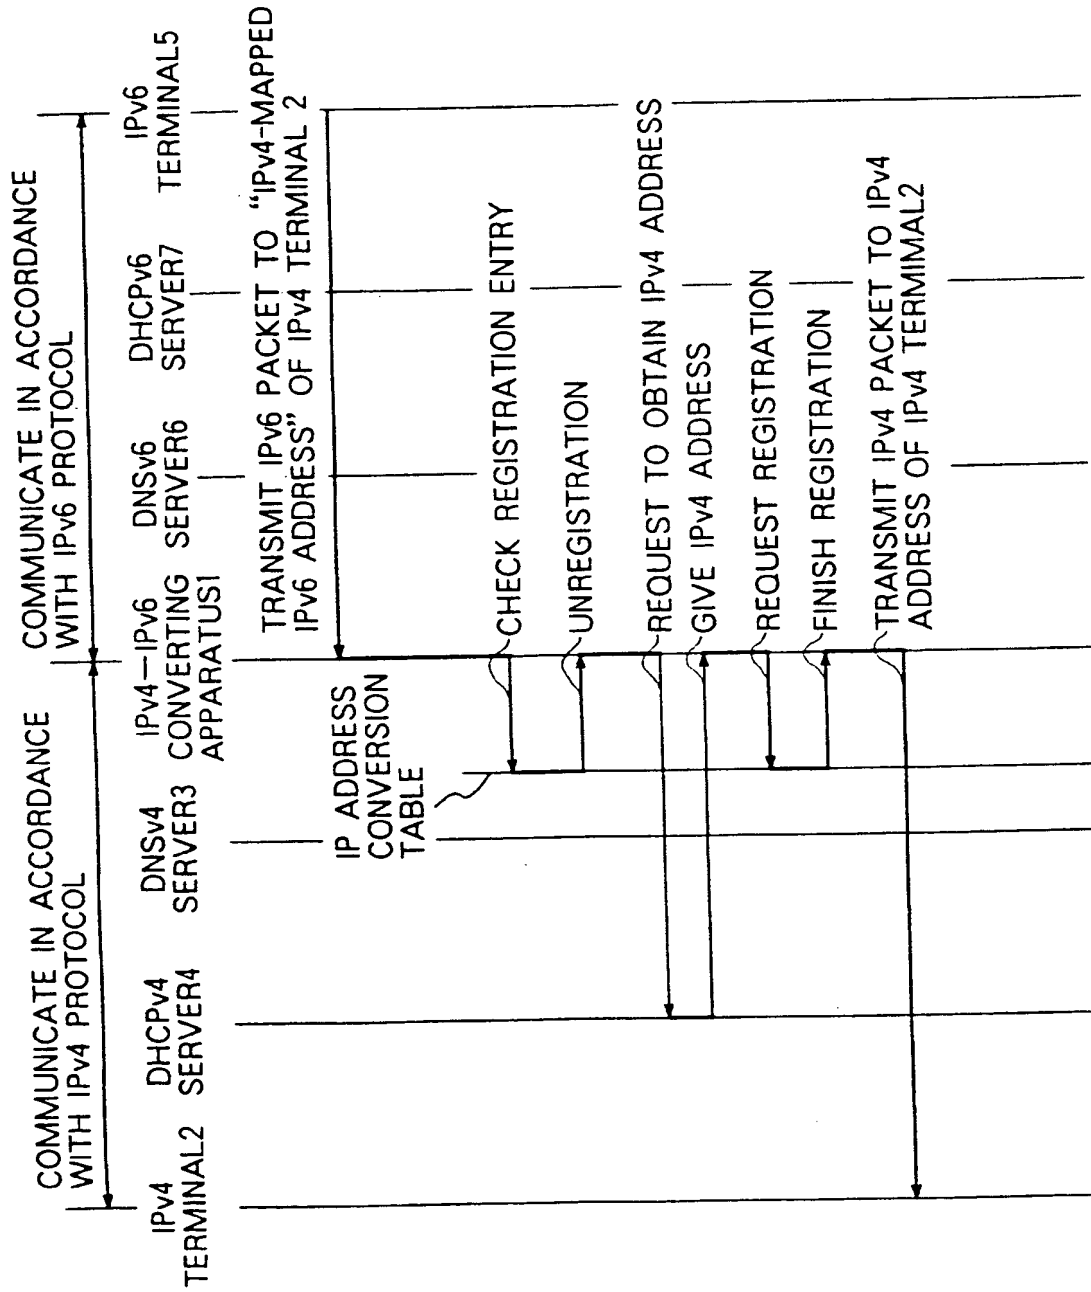 COMMUNICATE IN ACCORDANCE
WITH IPv4 PROTOCOL
COMMUNICATE IN ACCORDANCE
WITH IPv6 PROTOCOL
IPv4
TERMINAL2
DHCPv4
SERVER4
DNSv4
SERVER3
IPv4-IPv6
CONVERTING
APPARATUS1
DNSv6
SERVER6
DHCPv6
SERVER7
IPv6
TERMINAL5
TRANSMIT IPv6 PACKET TO "IPv4-MAPPED
IPv6 ADDRESS" OF IPv4 TERMINAL 2
IP ADDRESS
CONVERSION
TABLE
CHECK REGISTRATION ENTRY
UNREGISTRATION
REQUEST TO OBTAIN IPv4 ADDRESS
GIVE IPv4 ADDRESS
REQUEST REGISTRATION
FINISH REGISTRATION
TRANSMIT IPv4 PACKET TO IPv4
ADDRESS OF IPv4 TERMIMAL2